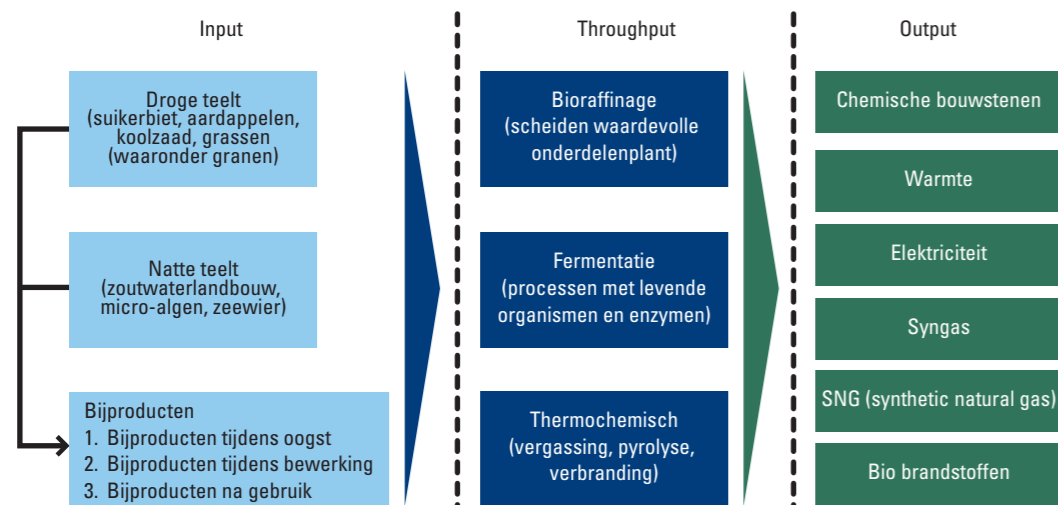 Input
Throughput
Output
Droge teelt
(suikerbiet, aardappelen,
koolzaad, grassen
(waaronder granen)
Natte teelt
(zoutwaterlandbouw,
micro-algen, zeewier)
Bijproducten
1. Bijproducten tijdens oogst
2. Bijproducten tijdens bewerking
3. Bijproducten na gebruik
Bioraffinage
(scheiden waardevolle
onderdelenplant)
Fermentatie
(processen met levende
organismen en enzymen)
Thermochemisch
(vergassing, pyrolyse,
verbranding)
Chemische bouwstenen
Warmte
Elektriciteit
Syngas
SNG (synthetic natural gas)
Bio brandstoffen